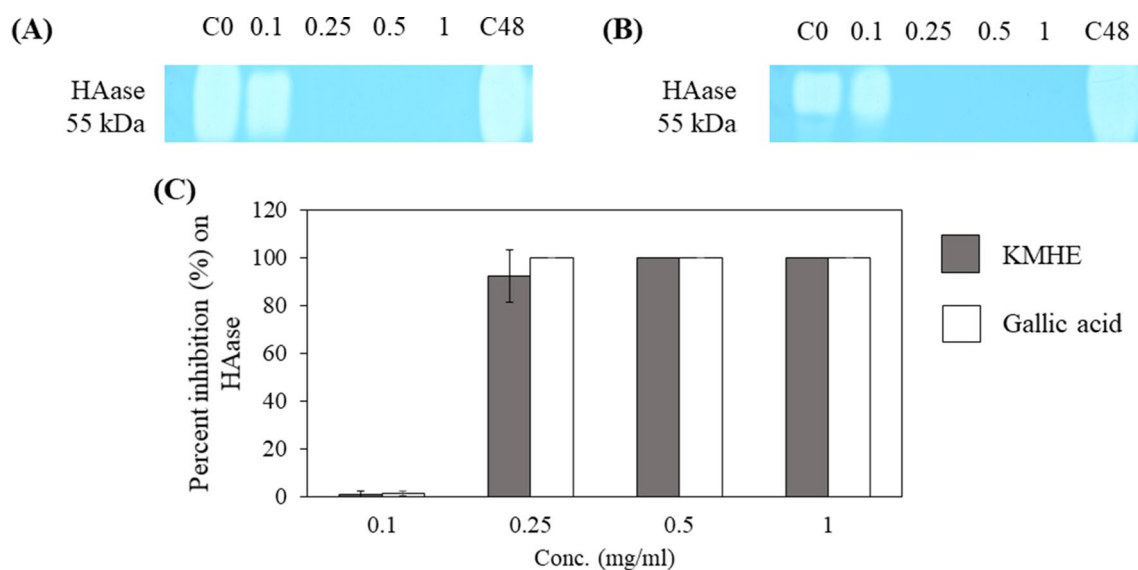 (A) C0 0.1 0.25 0.5 1 C48
HAase
55 kDa
(B) C0 0.1 0.25 0.5 1 C48
HAase
55 kDa
(C)
Percent inhibition (%) on
HAase
120
100
80
60
40
20
0
0.1 0.25 0.5 1
Conc. (mg/ml)
KMHE
Gallic acid